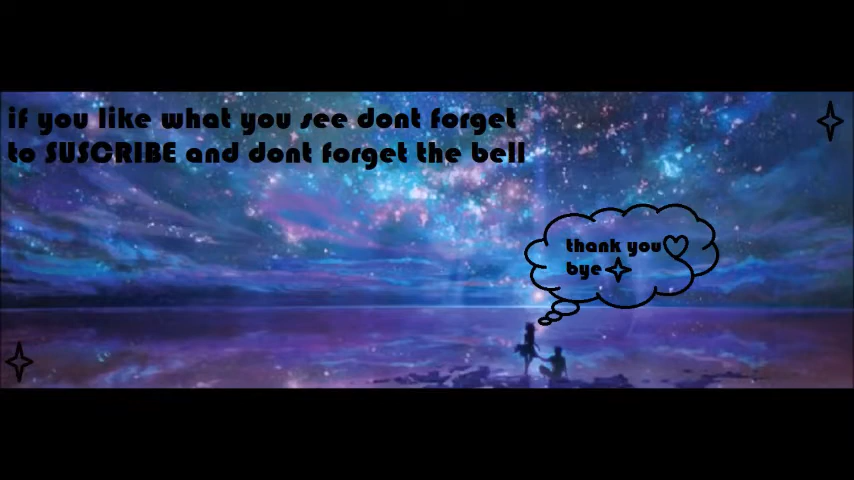 if you like what you see dont forget
to SUSCRIBE and dont forget the bell
thank you
bye